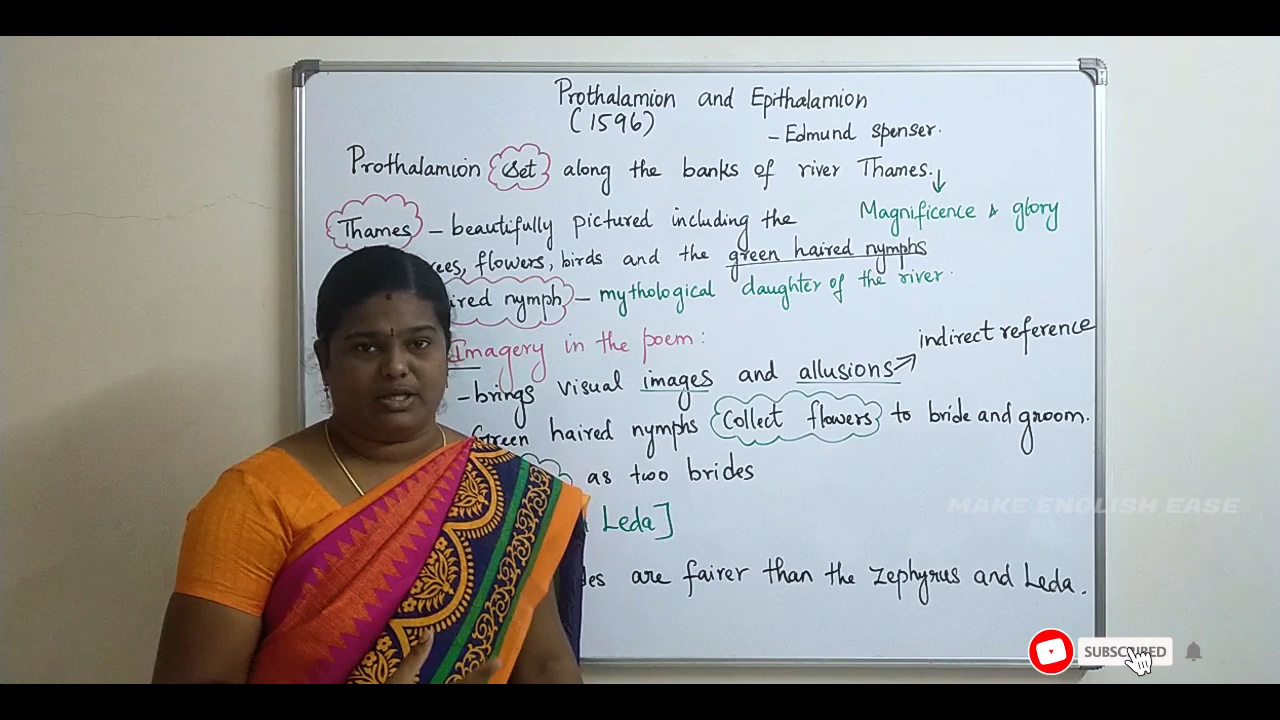 Prothalamion and Epithalamion
(1596)
- Edmund Spenser.
Prothalamion Set along the banks of river Thames.
Magnificence & glory
Thames - beautifully pictured including the
flowers, birds and the green haired nymphs
nymph - mythological daughter of the river.
Imagery in the poem:
indirect reference
- brings visual images and allusions
Green haired nymphs Collect flowers to bride and groom.
as two brides
Leda]
are fairer than the Zephyrus and Leda.
MAKE ENGLISH EASE
SUBSCRIBED